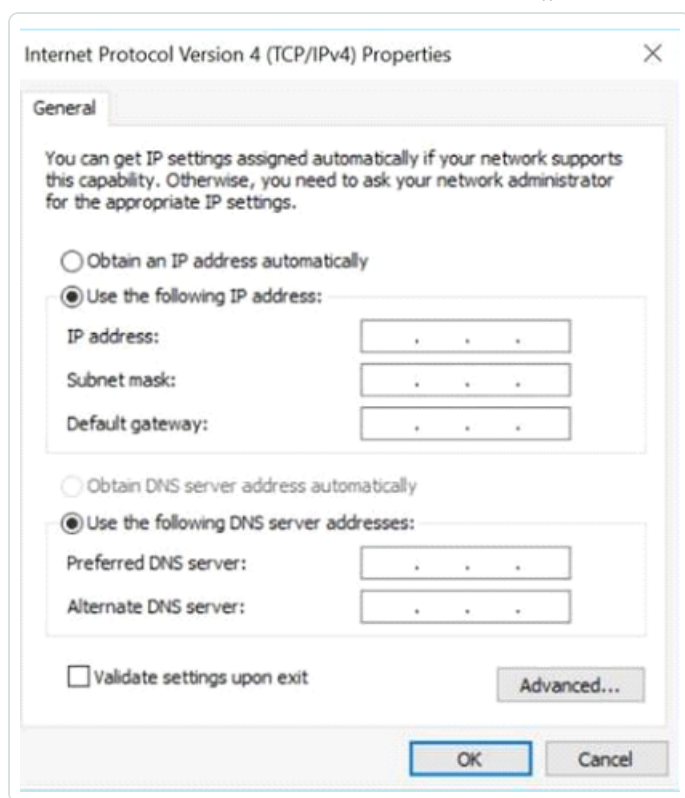 Internet Protocol Version 4 (TCP/IPv4) Properties
General
You can get IP settings assigned automatically if your network supports
this capability. Otherwise, you need to ask your network administrator
for the appropriate IP settings.
Obtain an IP address automatically
Use the following IP address:
IP address:
Subnet mask:
Default gateway:
Obtain DNS server address automatically
Use the following DNS server addresses:
Preferred DNS server:
Alternate DNS server:
Validate settings upon exit
Advanced...
OK Cancel